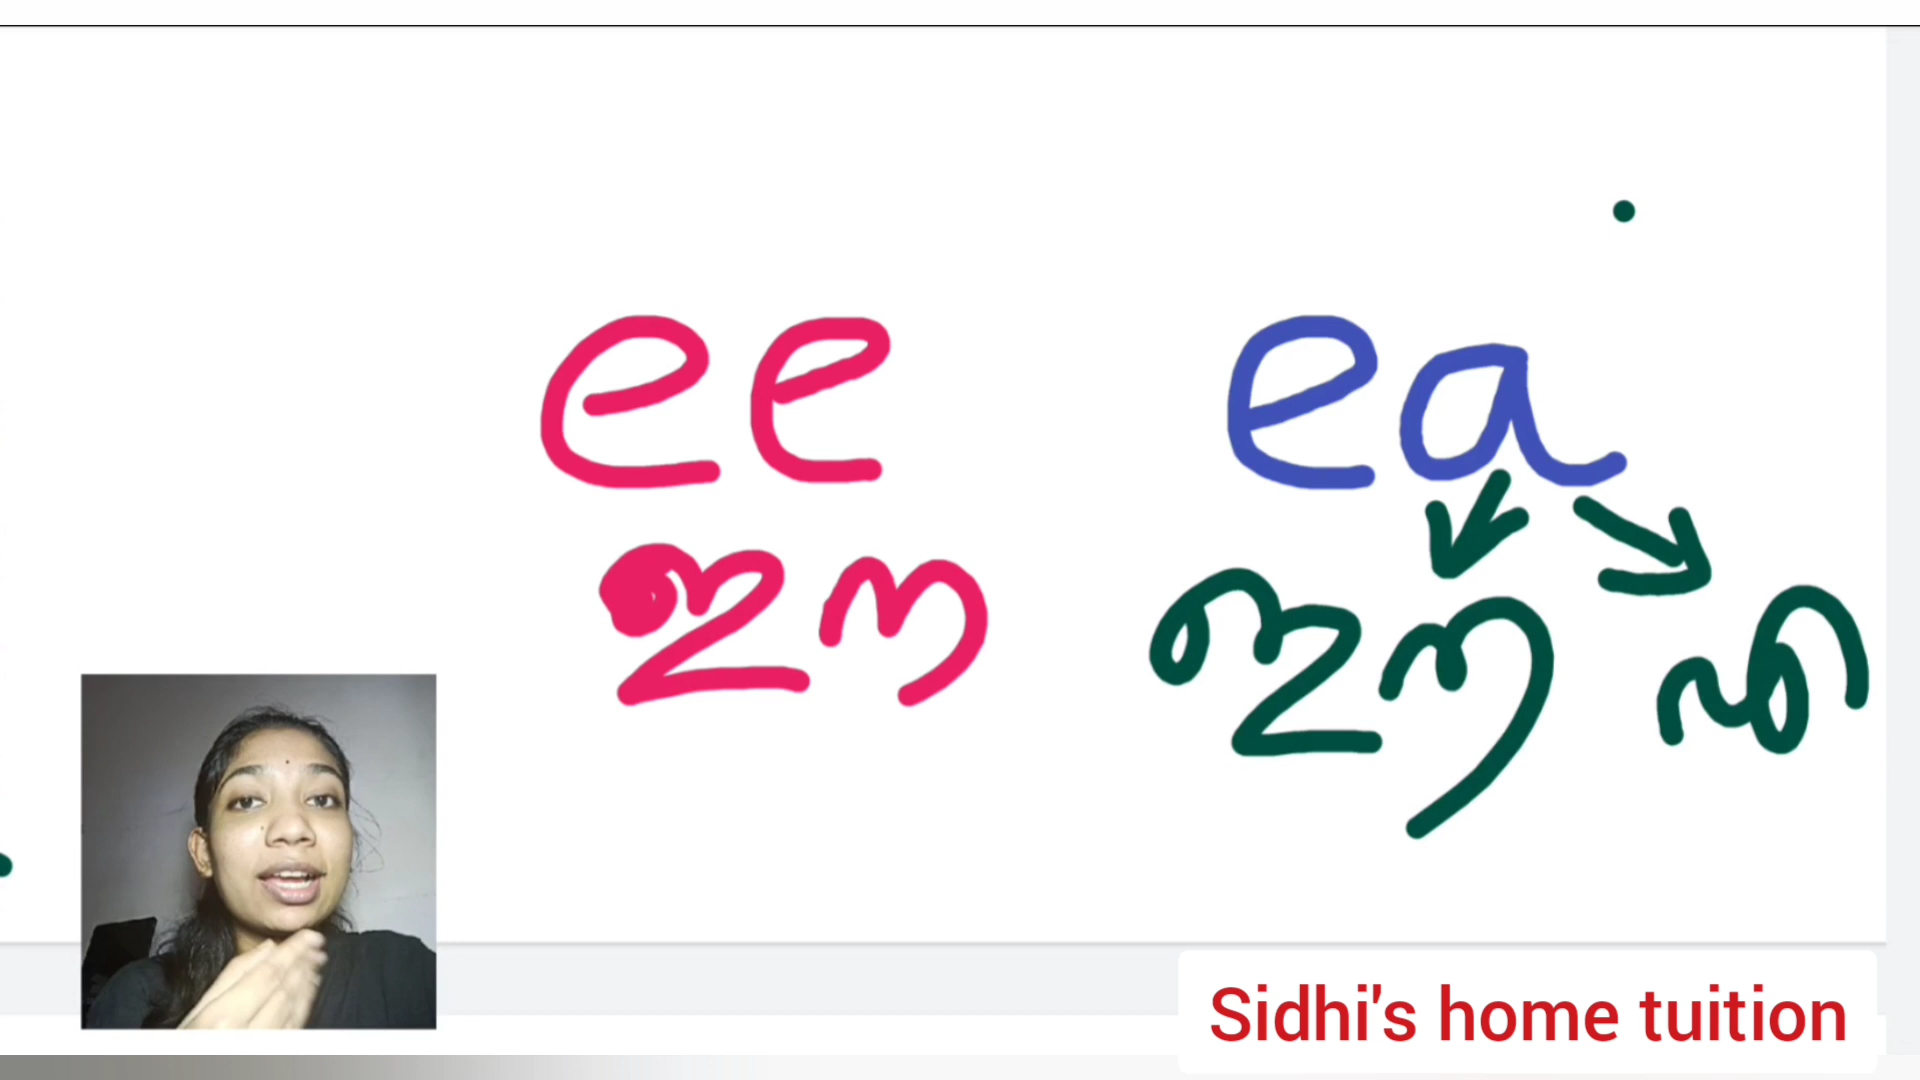 ee ea
ഈ ഈ എ
Sidhi's home tuition